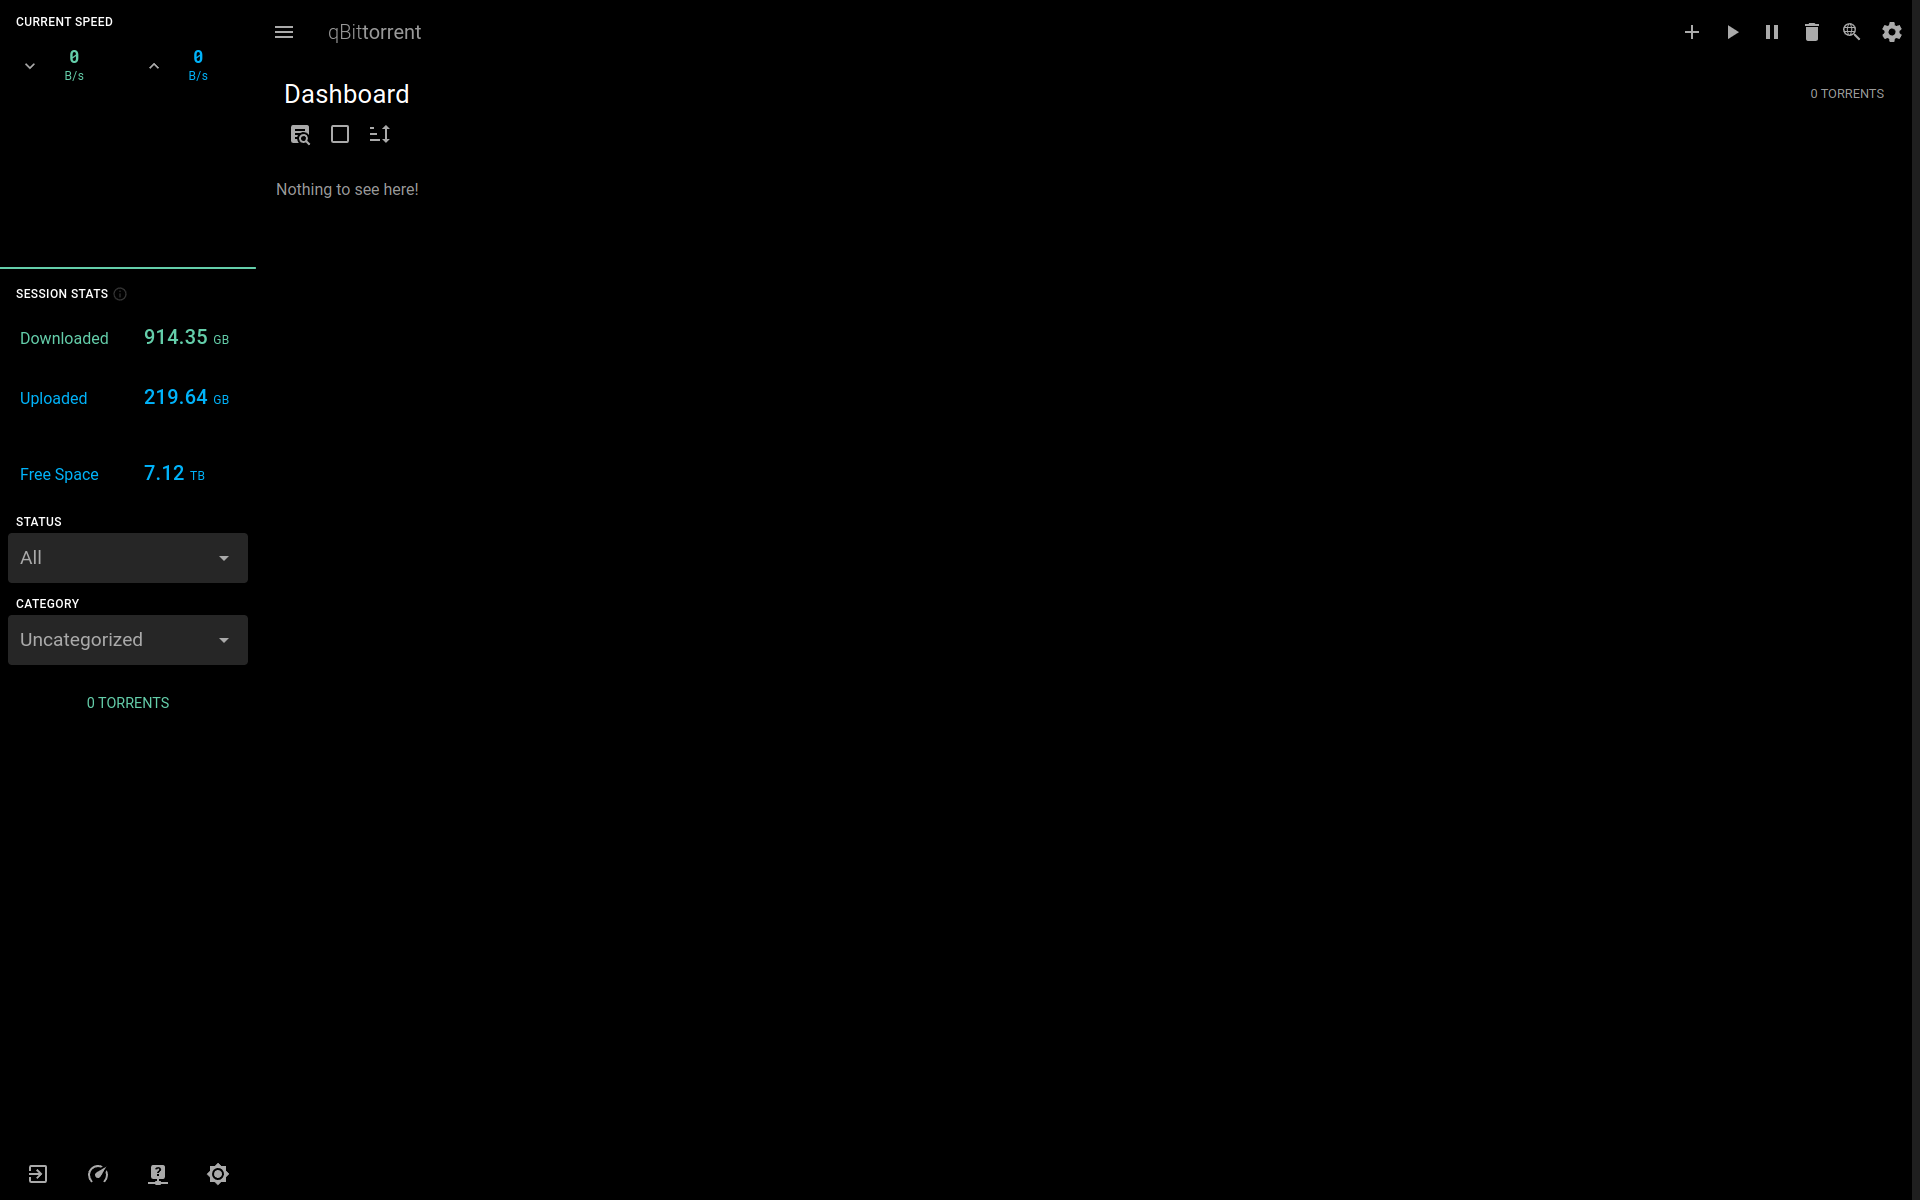 CURRENT SPEED
0
B/s
0
B/s
SESSION STATS
Downloaded 914.35 GB
Uploaded 219.64 GB
Free Space 7.12 TB
STATUS
All
CATEGORY
Uncategorized
0 TORRENTS
qBittorrent
Dashboard
0 TORRENTS
Nothing to see here!